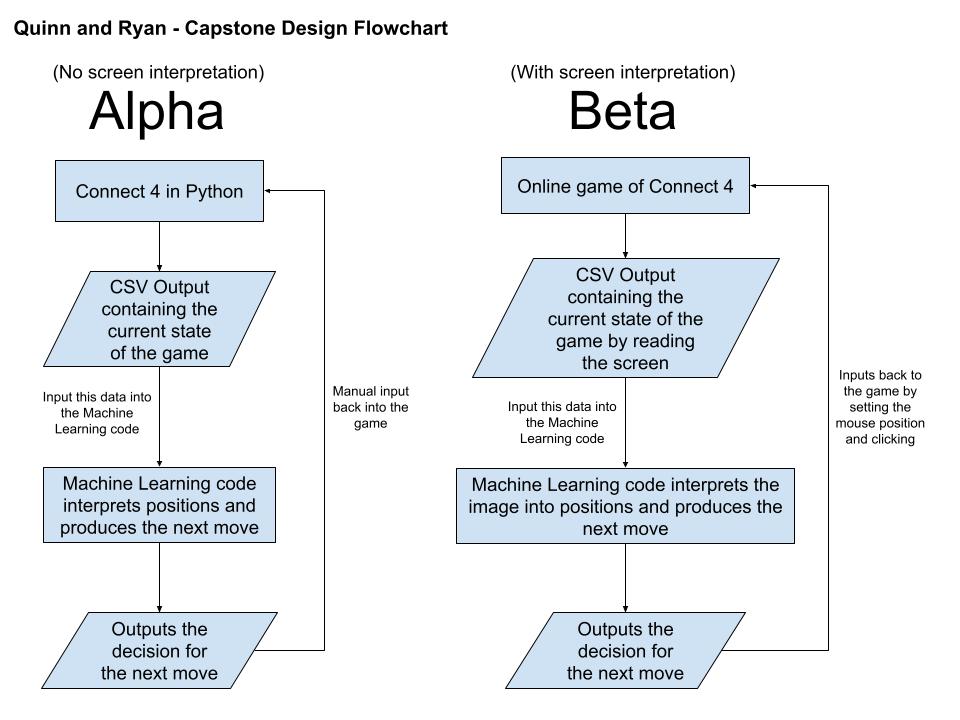 Quinn and Ryan - Capstone Design Flowchart
(No screen interpretation)
Alpha
Connect 4 in Python
CSV Output
containing the
current state
of the game
Input this data into
the Machine
Learning code
Manual input
back into the
game
Machine Learning code
interprets positions and
produces the next move
Outputs the
decision for
the next move
(With screen interpretation)
Beta
Online game of Connect 4
CSV Output
containing the
current state of the
game by reading
the screen
Input this data into
the Machine
Learning code
Inputs back to
the game by
setting the
mouse position
and clicking
Machine Learning code interprets the
image into positions and produces the
next move
Outputs the
decision for
the next move